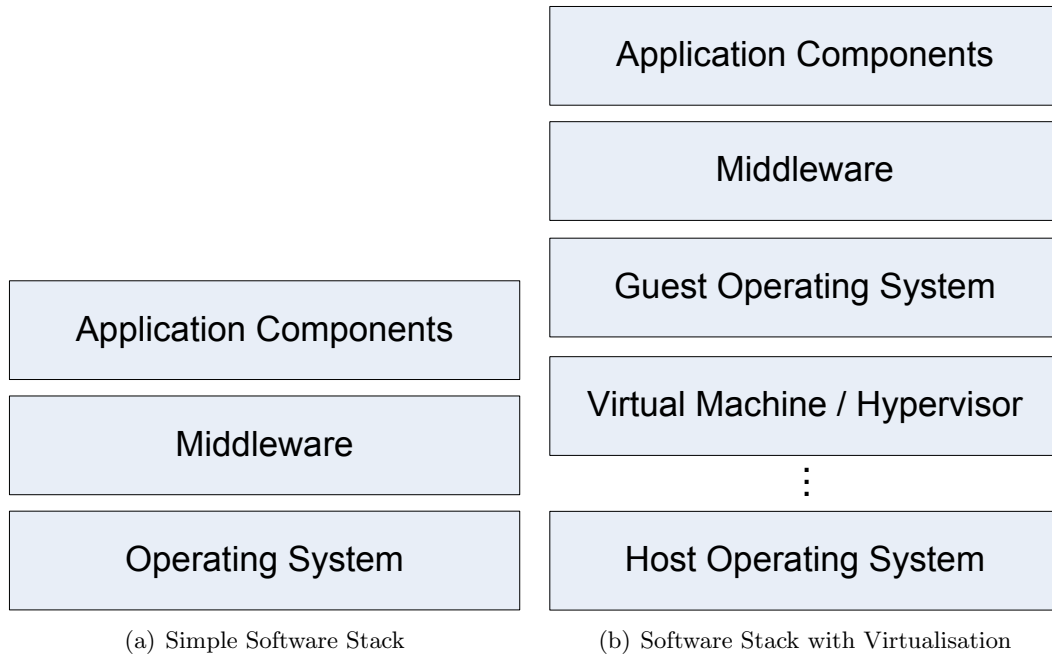 Application Components
Middleware
Operating System
(a) Simple Software Stack
Application Components
Middleware
Guest Operating System
Virtual Machine / Hypervisor
⋮
Host Operating System
(b) Software Stack with Virtualisation